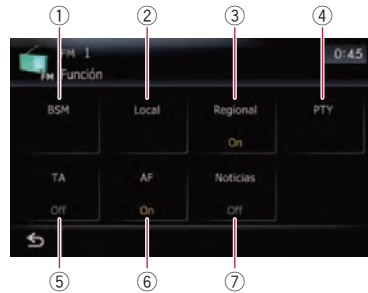 ① ② ③ ④
FM 1 0:45
FM Función
BSM Local Regional PTY
On
TA AF Noticias
Off On Off
⑤ ⑥ ⑦